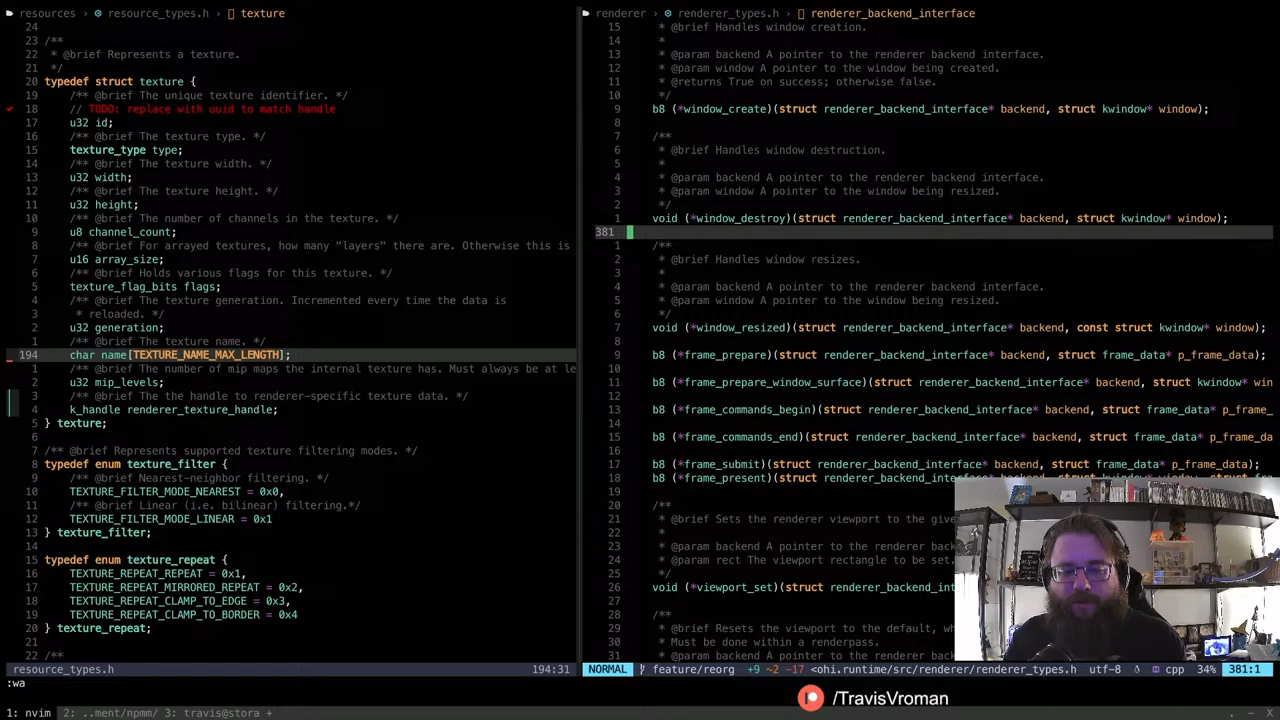 resources > resource_types.h > texture
24
23 /**
22  * @brief Represents a texture.
21  */
20 typedef struct texture {
19     /** @brief The unique texture identifier. */
18     // TODO: replace with uuid to match handle
17     u32 id;
16     /** @brief The texture type. */
15     texture_type type;
14     /** @brief The texture width. */
13     u32 width;
12     /** @brief The texture height. */
11     u32 height;
10     /** @brief The number of channels in the texture. */
9     u8 channel_count;
8     /** @brief For arrayed textures, how many "layers" there are. Otherwise this is
7     u16 array_size;
6     /** @brief Holds various flags for this texture. */
5     texture_flag_bits flags;
4     /** @brief The texture generation. Incremented every time the data is
3      * reloaded. */
2     u32 generation;
1     /** @brief The texture name. */
194     char name[TEXTURE_NAME_MAX_LENGTH];
1     /** @brief The number of mip maps the internal texture has. Must always be at le
2     u32 mip_levels;
3     /** @brief The the handle to renderer-specific texture data. */
4     k_handle renderer_texture_handle;
5 } texture;
6
7 /** @brief Represents supported texture filtering modes. */
8 typedef enum texture_filter {
9     /** @brief Nearest-neighbor filtering. */
10     TEXTURE_FILTER_MODE_NEAREST = 0x0,
11     /** @brief Linear (i.e. bilinear) filtering.*/
12     TEXTURE_FILTER_MODE_LINEAR = 0x1
13 } texture_filter;
14
15 typedef enum texture_repeat {
16     TEXTURE_REPEAT_REPEAT = 0x1,
17     TEXTURE_REPEAT_MIRRORED_REPEAT = 0x2,
18     TEXTURE_REPEAT_CLAMP_TO_EDGE = 0x3,
19     TEXTURE_REPEAT_CLAMP_TO_BORDER = 0x4
20 } texture_repeat;
21
22 /**
resource_types.h 194:31
:wa
renderer > renderer_types.h > renderer_backend_interface
15  * @brief Handles window creation.
14  *
13  * @param backend A pointer to the renderer backend interface.
12  * @param window A pointer to the window being created.
11  * @returns True on success; otherwise false.
10  */
9 b8 (*window_create)(struct renderer_backend_interface* backend, struct kwindow* window);
8
7 /**
6  * @brief Handles window destruction.
5  *
4  * @param backend A pointer to the renderer backend interface.
3  * @param window A pointer to the window being resized.
2  */
1 void (*window_destroy)(struct renderer_backend_interface* backend, struct kwindow* window);
381
1 /**
2  * @brief Handles window resizes.
3  *
4  * @param backend A pointer to the renderer backend interface.
5  * @param window A pointer to the window being resized.
6  */
7 void (*window_resized)(struct renderer_backend_interface* backend, const struct kwindow* window);
8
9 b8 (*frame_prepare)(struct renderer_backend_interface* backend, struct frame_data* p_frame_data);
10
11 b8 (*frame_prepare_window_surface)(struct renderer_backend_interface* backend, struct kwindow* win
12
13 b8 (*frame_commands_begin)(struct renderer_backend_interface* backend, struct frame_data* p_frame_
14
15 b8 (*frame_commands_end)(struct renderer_backend_interface* backend, struct frame_data* p_frame_da
16
17 b8 (*frame_submit)(struct renderer_backend_interface* backend, struct frame_data* p_frame_data);
18 b8 (*frame_present)(struct renderer_backend_interface* backend, struct kwindow* window, struct fr
19
20 /**
21  * @brief Sets the renderer viewport to the give
22  *
23  * @param backend A pointer to the renderer back
24  * @param rect The viewport rectangle to be set.
25  */
26 void (*viewport_set)(struct renderer_backend_int
27
28 /**
29  * @brief Resets the viewport to the default, wh
30  * Must be done within a renderpass.
31  * @param backend A pointer to the renderer back
NORMAL feature/reorg +9 ~2 -17 <ohi.runtime/src/renderer/renderer_types.h utf-8 cpp 34% 381:1
/TravisVroman
1: nvim 2: ..ment/npmm/ 3: travis@stora +